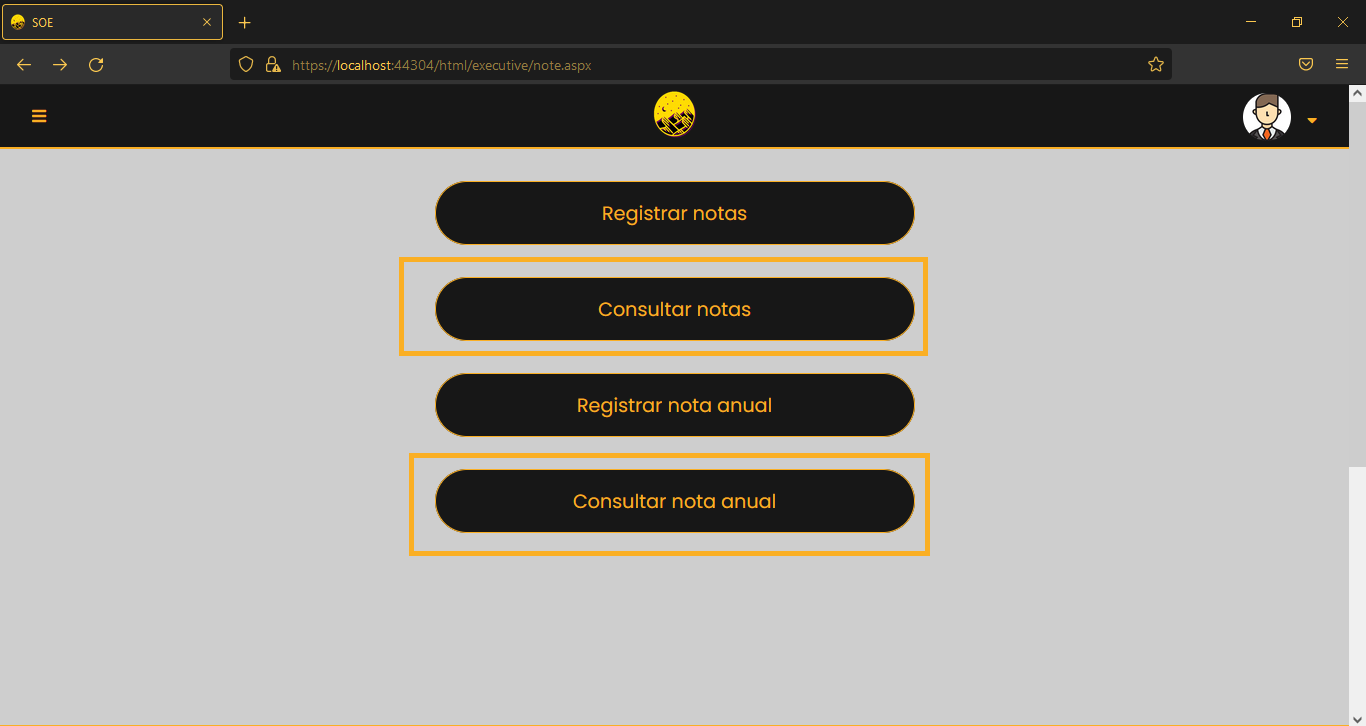 SOE
https://localhost:44304/html/executive/note.aspx
Registrar notas
Consultar notas
Registrar nota anual
Consultar nota anual